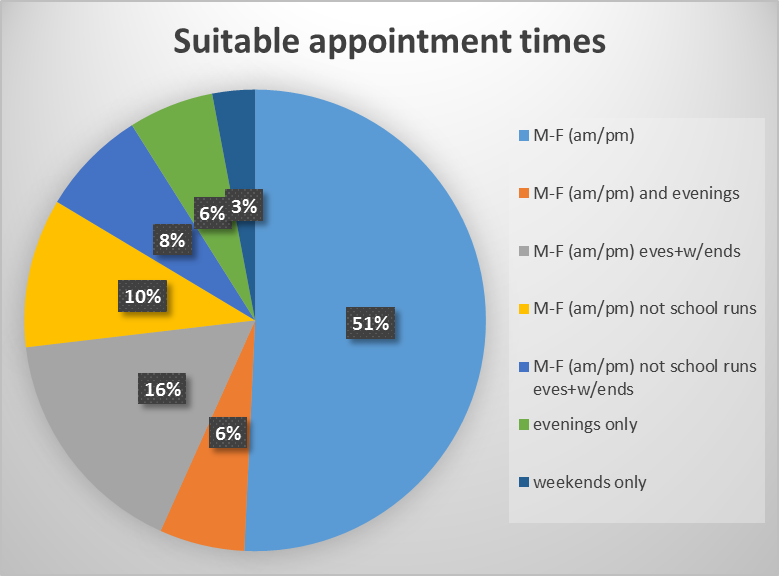 Suitable appointment times
3%
6%
8%
10%
51%
16%
6%
M-F (am/pm)
M-F (am/pm) and evenings
M-F (am/pm) eves+w/ends
M-F (am/pm) not school runs
M-F (am/pm) not school runs
eves+w/ends
evenings only
weekends only